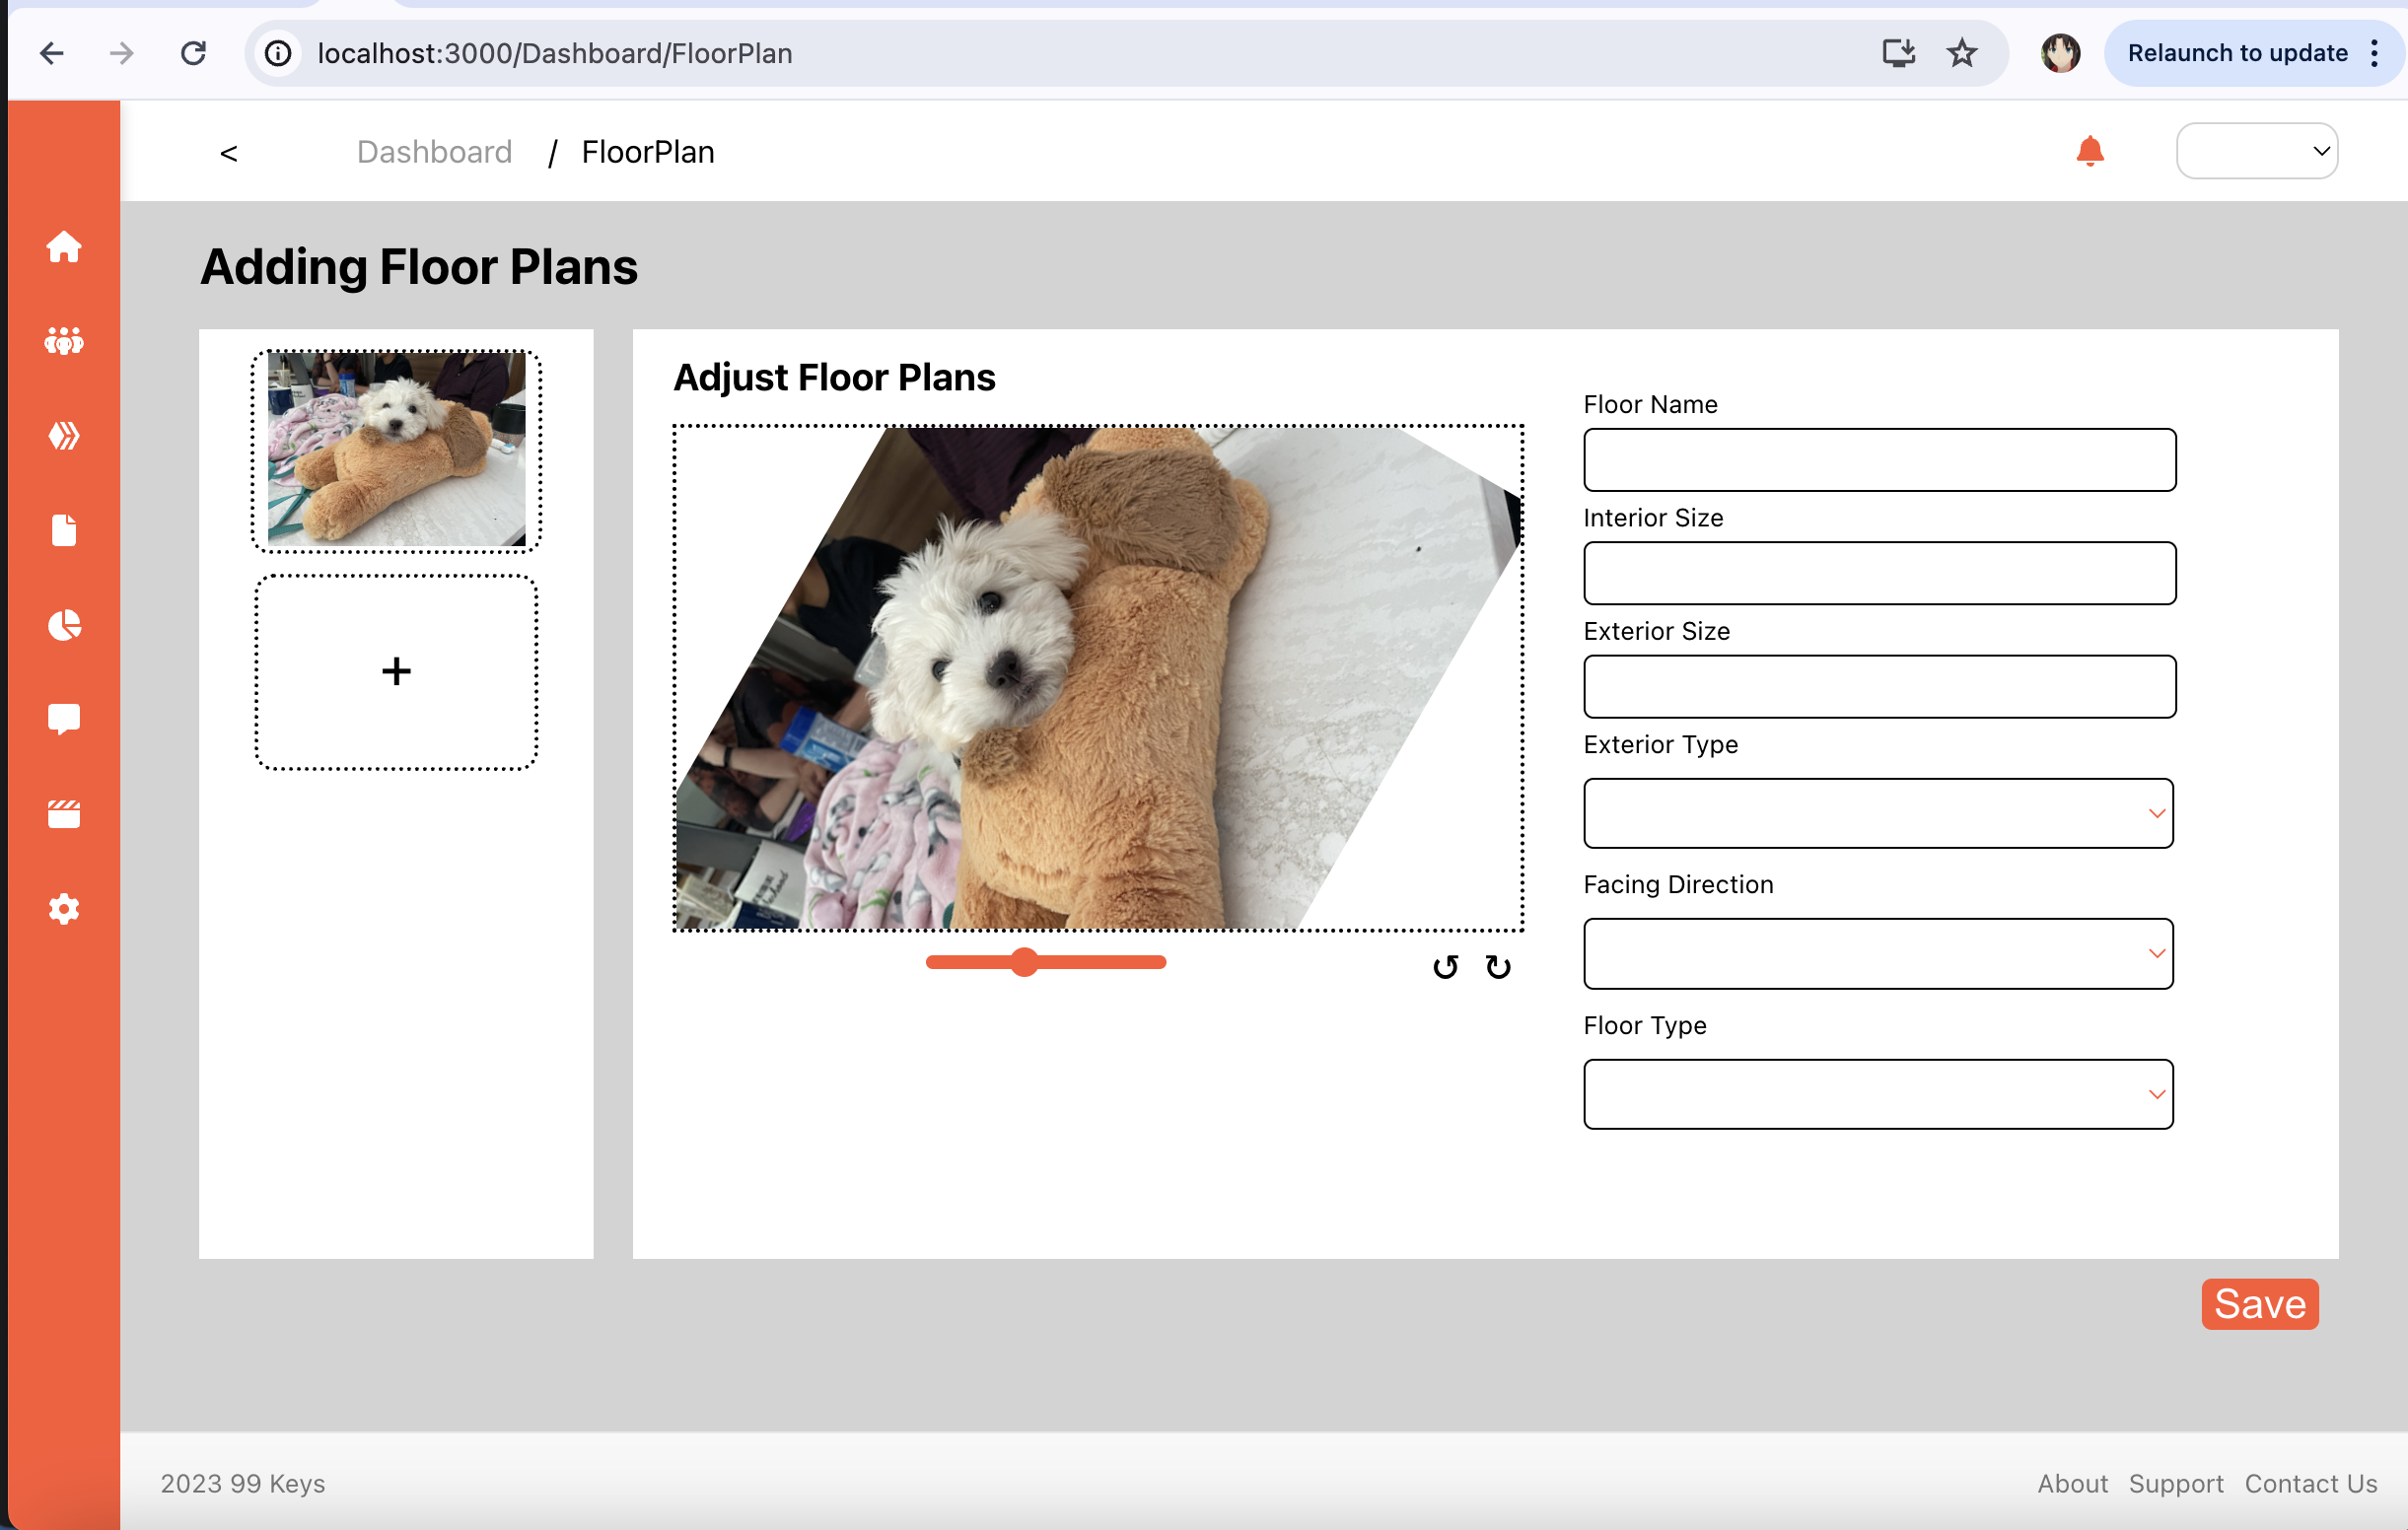 localhost:3000/Dashboard/FloorPlan
Relaunch to update
< Dashboard / FloorPlan
Adding Floor Plans
Adjust Floor Plans
Floor Name
Interior Size
Exterior Size
Exterior Type
Facing Direction
Floor Type
+
Save
2023 99 Keys
About Support Contact Us